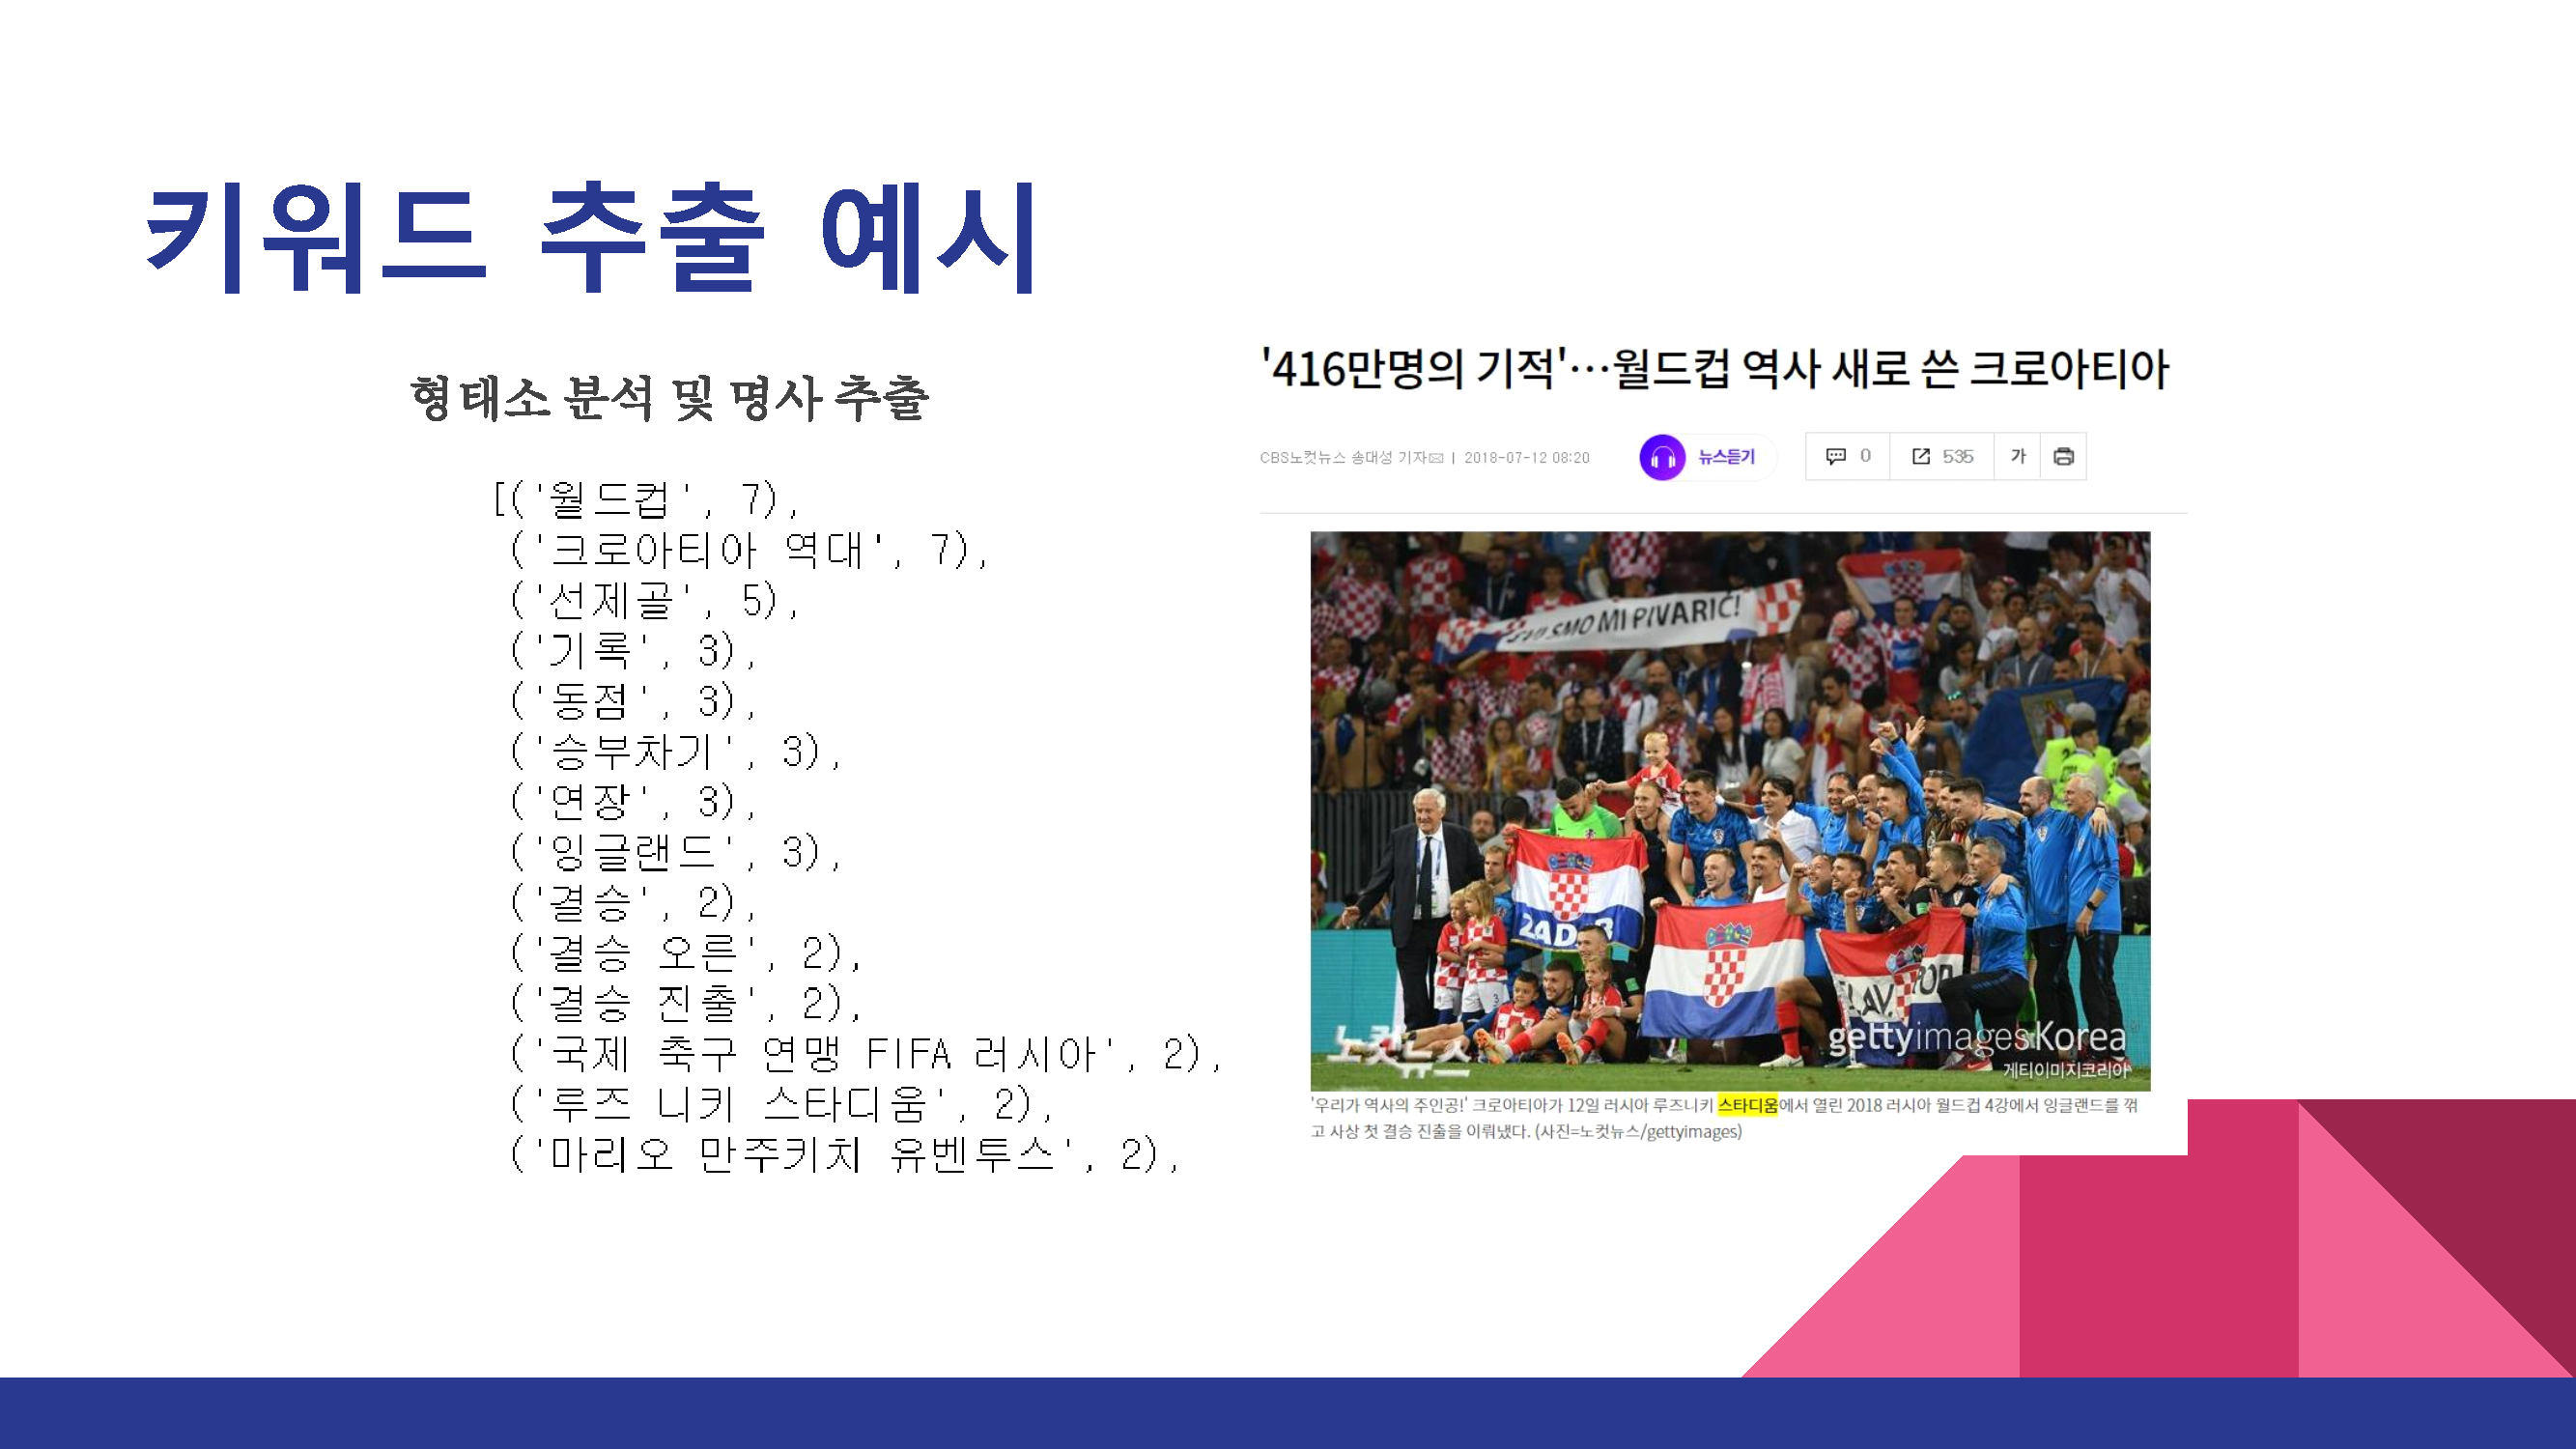 키워드 추출 예시
형태소 분석 및 명사 추출
[('월드컵', 7),
('크로아티아 역대', 7),
('선제골', 5),
('기록', 3),
('동점', 3),
('승부차기', 3),
('연장', 3),
('잉글랜드', 3),
('결승', 2),
('결승 오른', 2),
('결승 진출', 2),
('국제 축구 연맹 FIFA 러시아', 2),
('루즈 니키 스타디움', 2),
('마리오 만주키치 유벤투스', 2),
'416만명의 기적'…월드컵 역사 새로 쓴 크로아티아
CBS노컷뉴스 송대성 기자 | 2018-07-12 08:20
뉴스듣기
0
535
가
SMO MI PIVARIĆ!
ZAD
노컷뉴스
gettyimagesKorea
게티이미지코리아
'우리가 역사의 주인공!' 크로아티아가 12일 러시아 루즈니키 스타디움에서 열린 2018 러시아 월드컵 4강에서 잉글랜드를 꺾
고 사상 첫 결승 진출을 이뤄냈다. (사진=노컷뉴스/gettyimages)